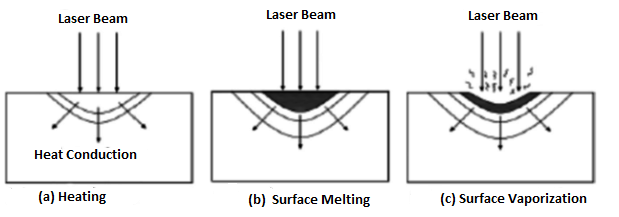 Laser Beam
Laser Beam
Laser Beam
Heat Conduction
(a) Heating
(b) Surface Melting
(c) Surface Vaporization